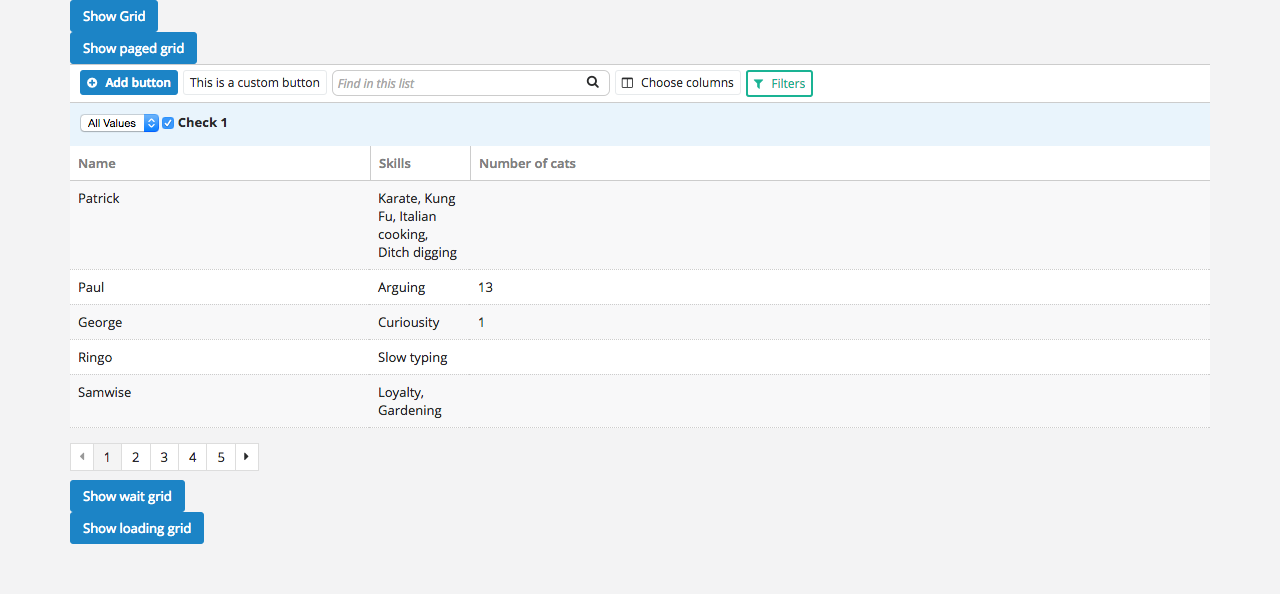 Show Grid
Show paged grid
Add button This is a custom button Find in this list Choose columns Filters
All Values Check 1
Name Skills Number of cats
Patrick Karate, Kung
Fu, Italian
cooking,
Ditch digging
Paul Arguing 13
George Curiousity 1
Ringo Slow typing
Samwise Loyalty,
Gardening
1 2 3 4 5
Show wait grid
Show loading grid